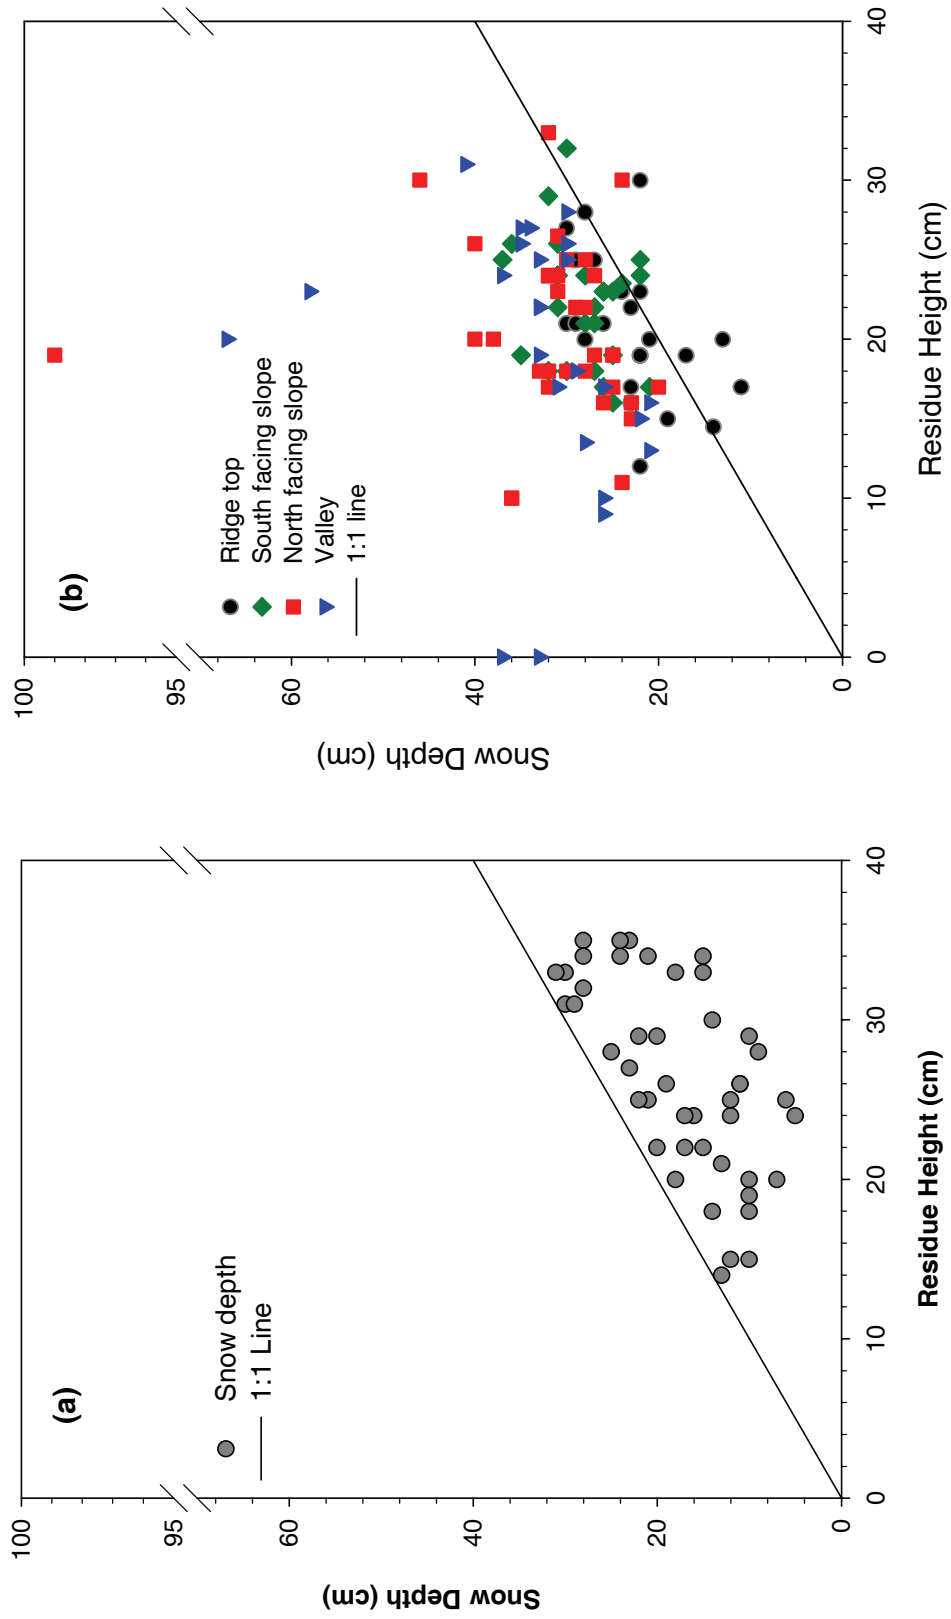 (a)
Snow depth
1:1 Line
100
95
60
40
20
0
Snow Depth (cm)
0
10
20
30
40
Residue Height (cm)
(b)
Ridge top
South facing slope
North facing slope
Valley
1:1 line
100
95
60
40
20
0
Snow Depth (cm)
0
10
20
30
40
Residue Height (cm)